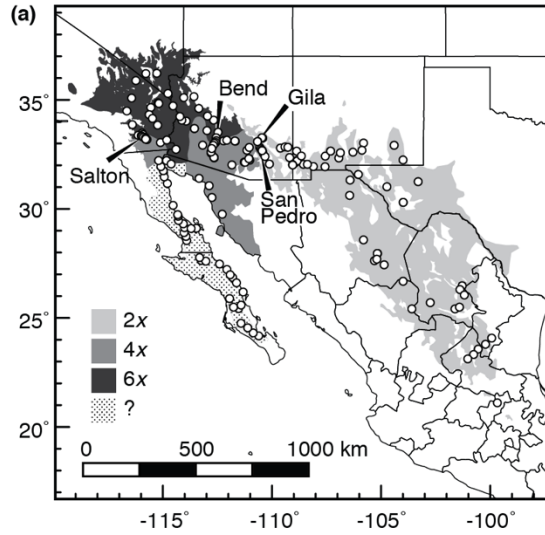 (a)
35°
30°
25°
20°
Bend
Gila
Salton
San
Pedro
2x
4x
6x
?
0 500 1000 km
-115° -110° -105° -100°